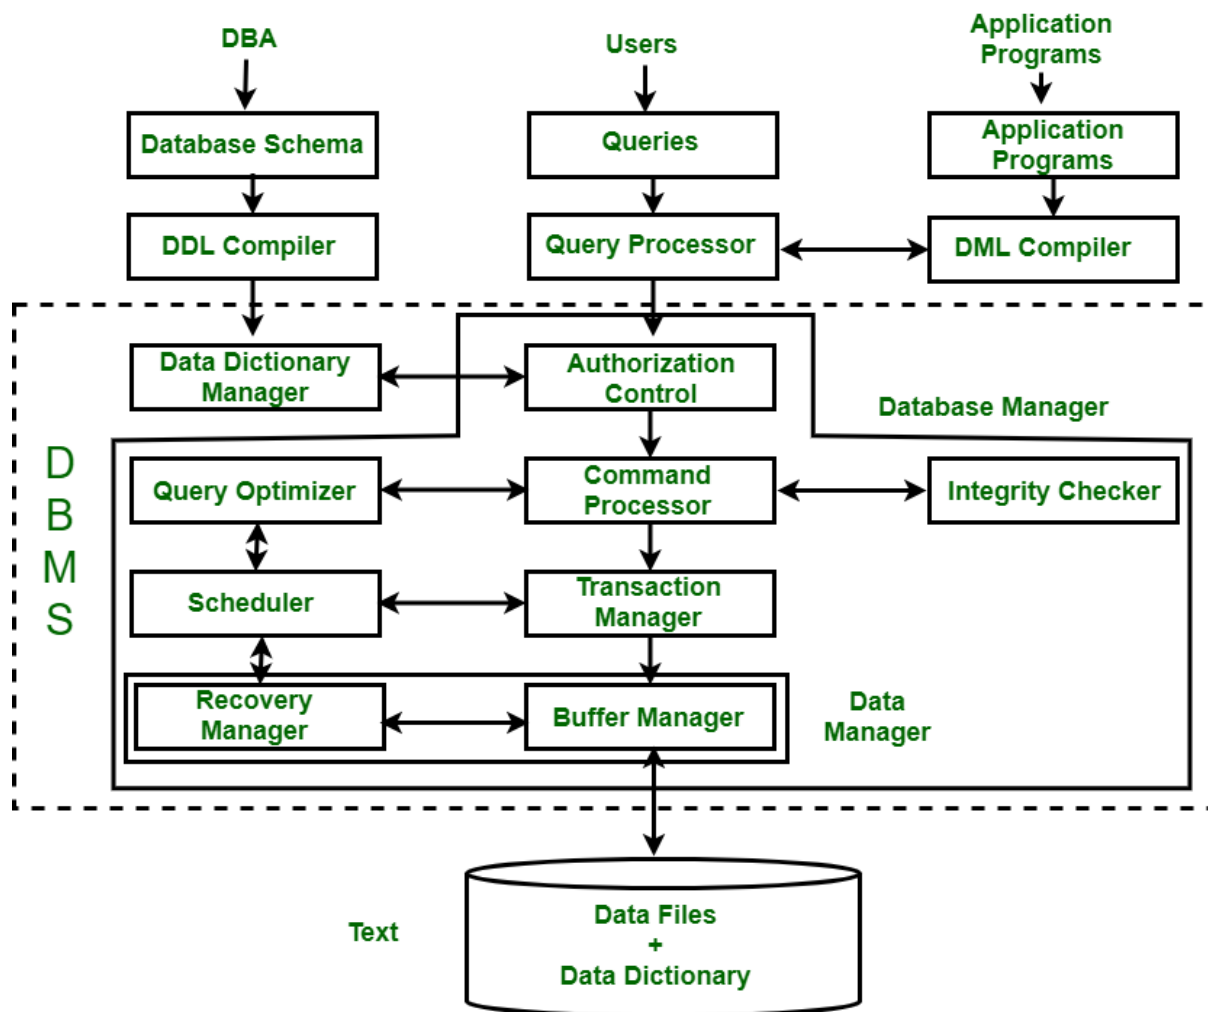 DBA
Users
Application
Programs
Database Schema
Queries
Application
Programs
DDL Compiler
Query Processor
DML Compiler
Data Dictionary
Manager
Authorization
Control
Database Manager
D
B
M
S
Query Optimizer
Command
Processor
Integrity Checker
Scheduler
Transaction
Manager
Recovery
Manager
Buffer Manager
Data
Manager
Text
Data Files
+
Data Dictionary